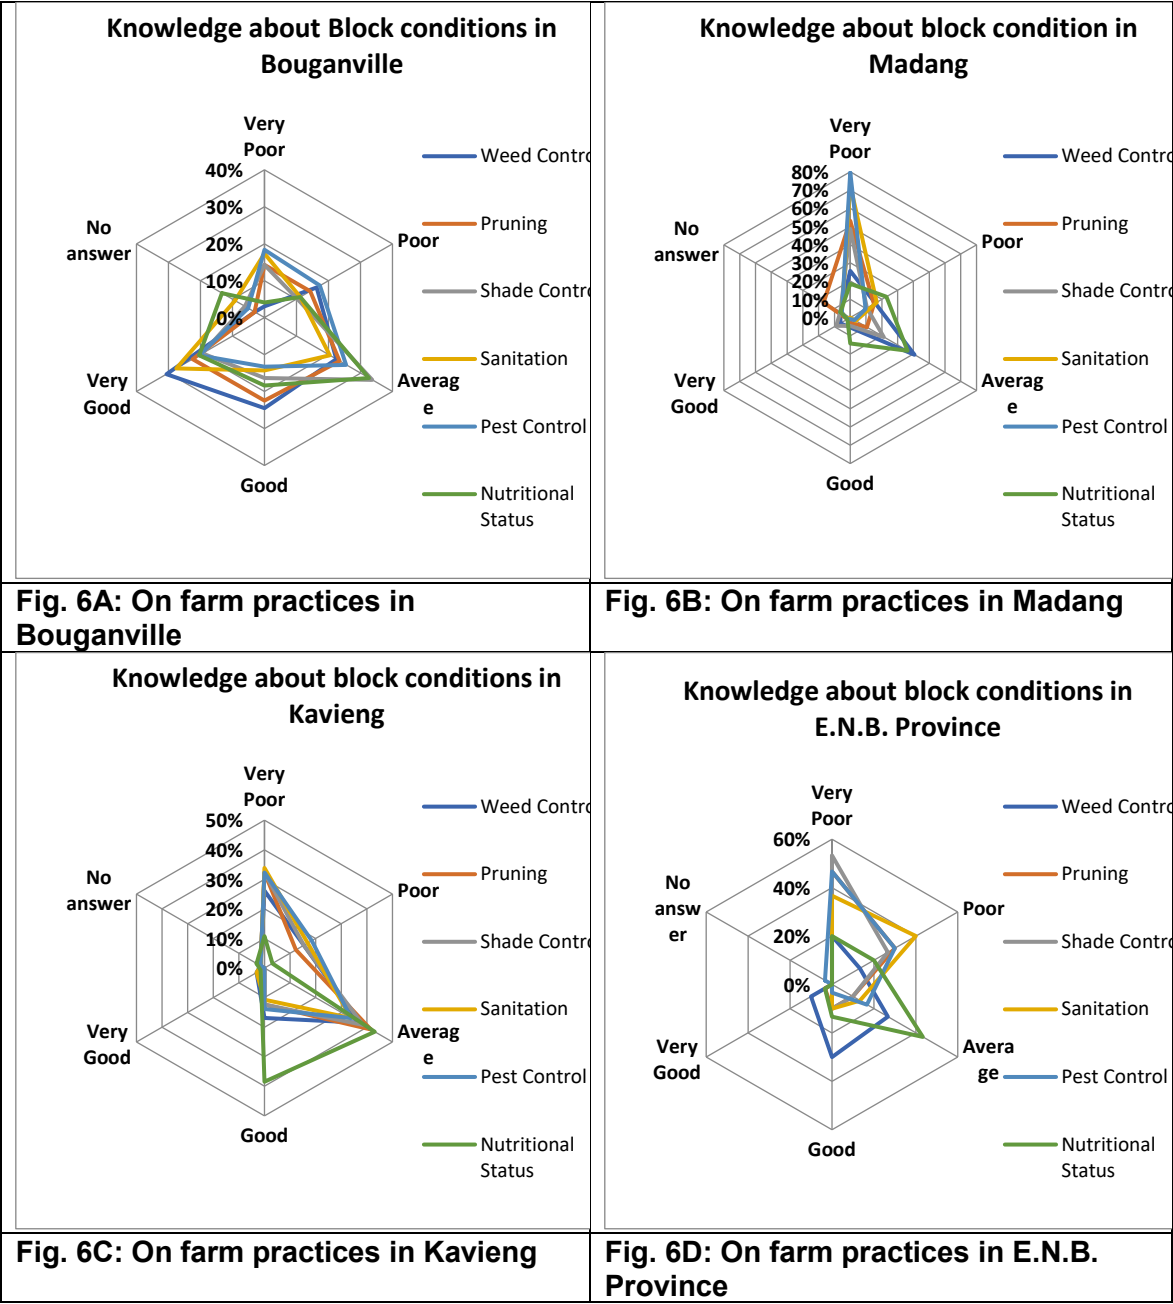 Knowledge about Block conditions in
Bouganville
Very
Poor
40%
30%
20%
10%
0%
No
answer
Poor
Very
Good
Averag
e
Good
Weed Contro
Pruning
Shade Contro
Sanitation
Pest Control
Nutritional
Status
Knowledge about block condition in
Madang
Very
Poor
80%
70%
60%
50%
40%
30%
20%
10%
0%
No
answer
Poor
Very
Good
Averag
e
Good
Weed Contro
Pruning
Shade Contro
Sanitation
Pest Control
Nutritional
Status
Fig. 6A: On farm practices in
Bouganville
Fig. 6B: On farm practices in Madang
Knowledge about block conditions in
Kavieng
Very
Poor
50%
40%
30%
20%
10%
0%
No
answer
Poor
Very
Good
Averag
e
Good
Weed Contro
Pruning
Shade Contro
Sanitation
Pest Control
Nutritional
Status
Knowledge about block conditions in
E.N.B. Province
Very
Poor
60%
40%
20%
0%
No
answ
er
Poor
Very
Good
Avera
ge
Good
Weed Contro
Pruning
Shade Contro
Sanitation
Pest Control
Nutritional
Status
Fig. 6C: On farm practices in Kavieng
Fig. 6D: On farm practices in E.N.B.
Province